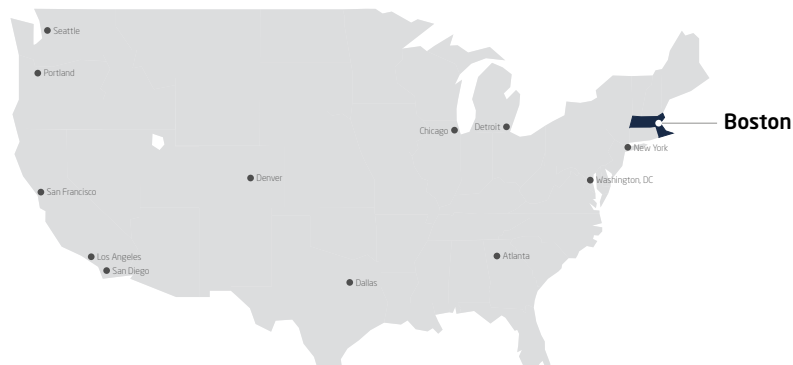 Seattle
Portland
Boston
Chicago
Detroit
New York
Denver
Washington, DC
San Francisco
Los Angeles
Atlanta
San Diego
Dallas